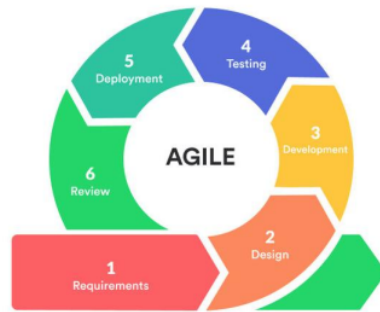 AGILE
1
Requirements
2
Design
3
Development
4
Testing
5
Deployment
6
Review